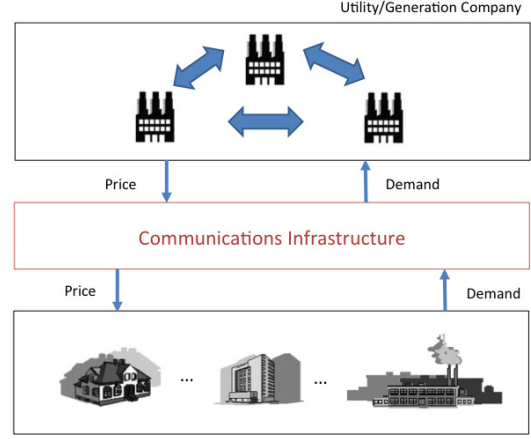 Utility/Generation Company
Price
Demand
Communications Infrastructure
Price
Demand
...
...